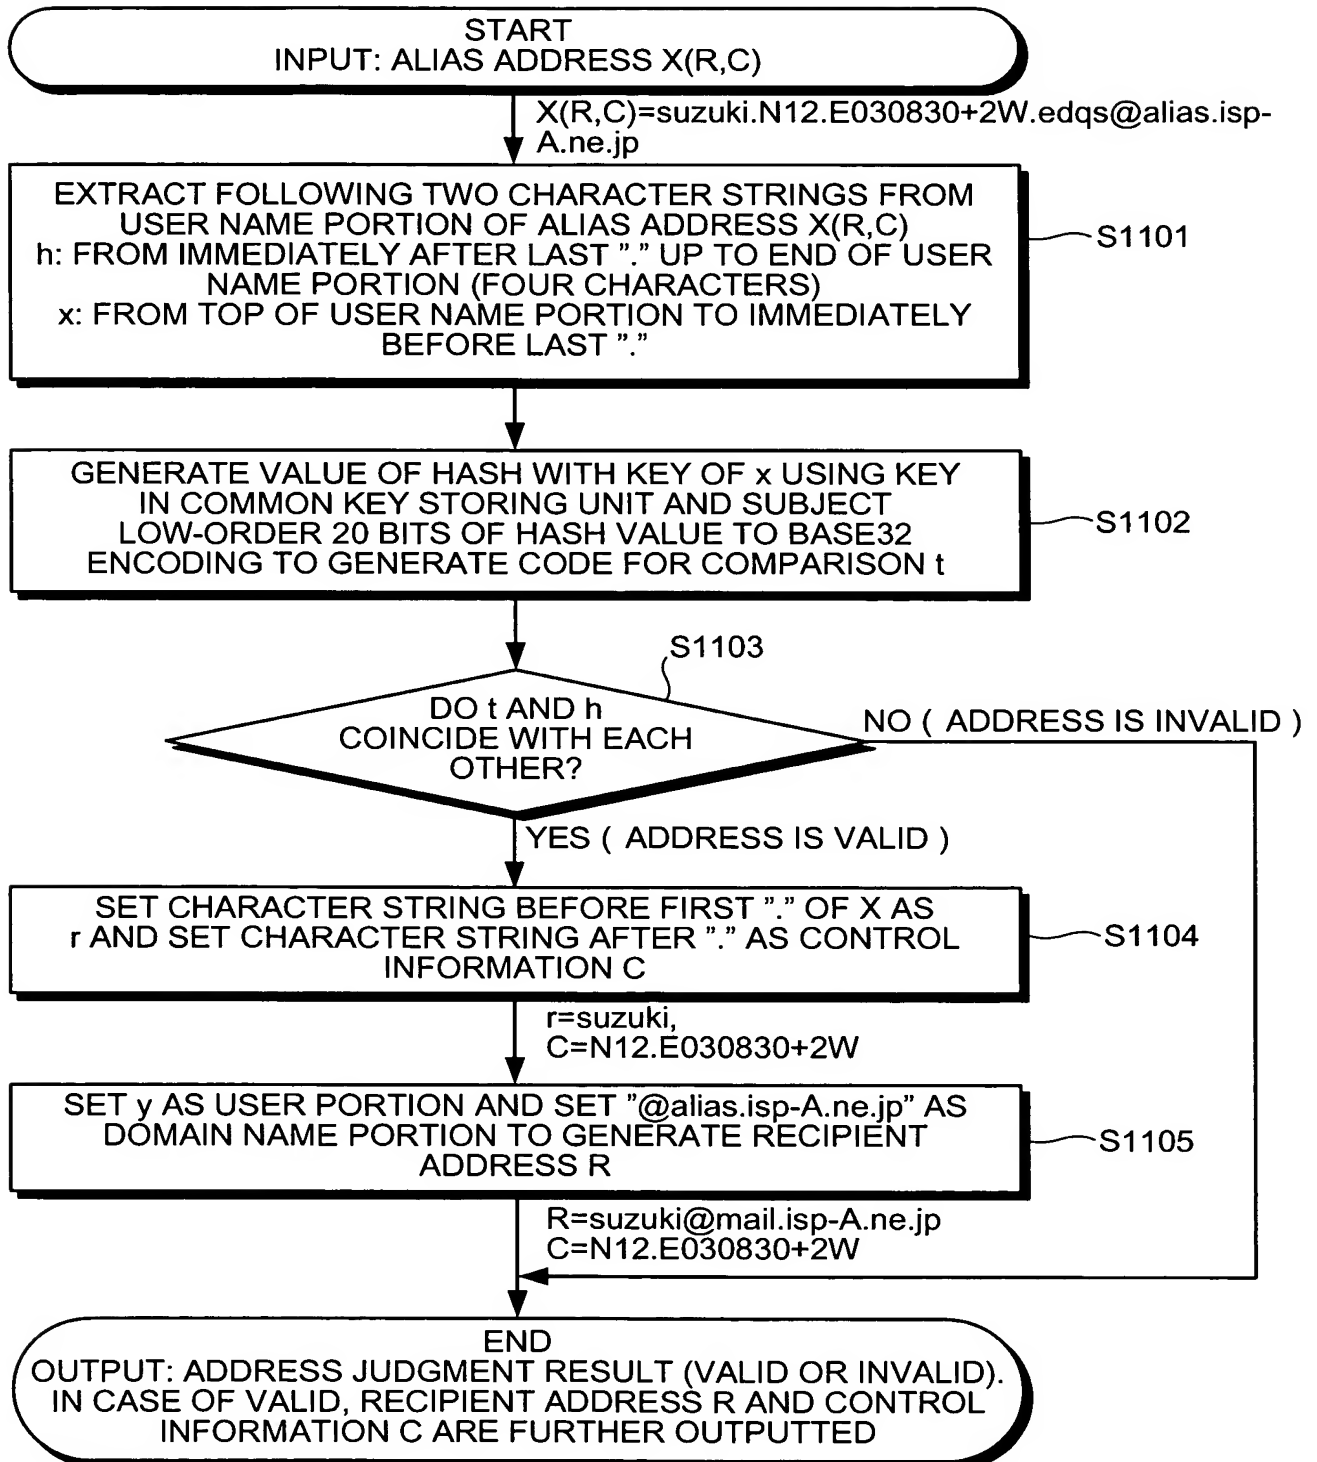 START
INPUT: ALIAS ADDRESS X(R,C)
X(R,C)=suzuki.N12.E030830+2W.edqs@alias.isp-
A.ne.jp
EXTRACT FOLLOWING TWO CHARACTER STRINGS FROM
USER NAME PORTION OF ALIAS ADDRESS X(R,C)
h: FROM IMMEDIATELY AFTER LAST "." UP TO END OF USER
NAME PORTION (FOUR CHARACTERS)
x: FROM TOP OF USER NAME PORTION TO IMMEDIATELY
BEFORE LAST "."
S1101
GENERATE VALUE OF HASH WITH KEY OF x USING KEY
IN COMMON KEY STORING UNIT AND SUBJECT
LOW-ORDER 20 BITS OF HASH VALUE TO BASE32
ENCODING TO GENERATE CODE FOR COMPARISON t
S1102
S1103
DO t AND h
COINCIDE WITH EACH
OTHER?
NO ( ADDRESS IS INVALID )
YES ( ADDRESS IS VALID )
SET CHARACTER STRING BEFORE FIRST "." OF X AS
r AND SET CHARACTER STRING AFTER "." AS CONTROL
INFORMATION C
S1104
r=suzuki,
C=N12.E030830+2W
SET y AS USER PORTION AND SET "@alias.isp-A.ne.jp" AS
DOMAIN NAME PORTION TO GENERATE RECIPIENT
ADDRESS R
S1105
R=suzuki@mail.isp-A.ne.jp
C=N12.E030830+2W
END
OUTPUT: ADDRESS JUDGMENT RESULT (VALID OR INVALID).
IN CASE OF VALID, RECIPIENT ADDRESS R AND CONTROL
INFORMATION C ARE FURTHER OUTPUTTED